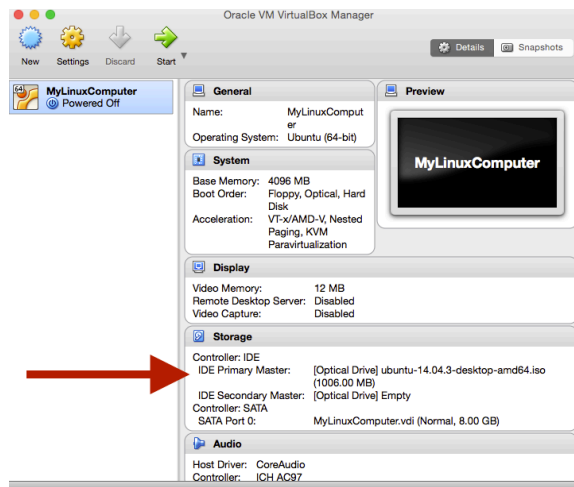 Oracle VM VirtualBox Manager
New Settings Discard Start
Details Snapshots
64
MyLinuxComputer
Powered Off
General
Name: MyLinuxComput
er
Operating System: Ubuntu (64-bit)
Preview
MyLinuxComputer
System
Base Memory: 4096 MB
Boot Order: Floppy, Optical, Hard
Disk
Acceleration: VT-x/AMD-V, Nested
Paging, KVM
Paravirtualization
Display
Video Memory: 12 MB
Remote Desktop Server: Disabled
Video Capture: Disabled
Storage
Controller: IDE
IDE Primary Master: [Optical Drive] ubuntu-14.04.3-desktop-amd64.iso
(1006.00 MB)
IDE Secondary Master: [Optical Drive] Empty
Controller: SATA
SATA Port 0: MyLinuxComputer.vdi (Normal, 8.00 GB)
Audio
Host Driver: CoreAudio
Controller: ICH AC97